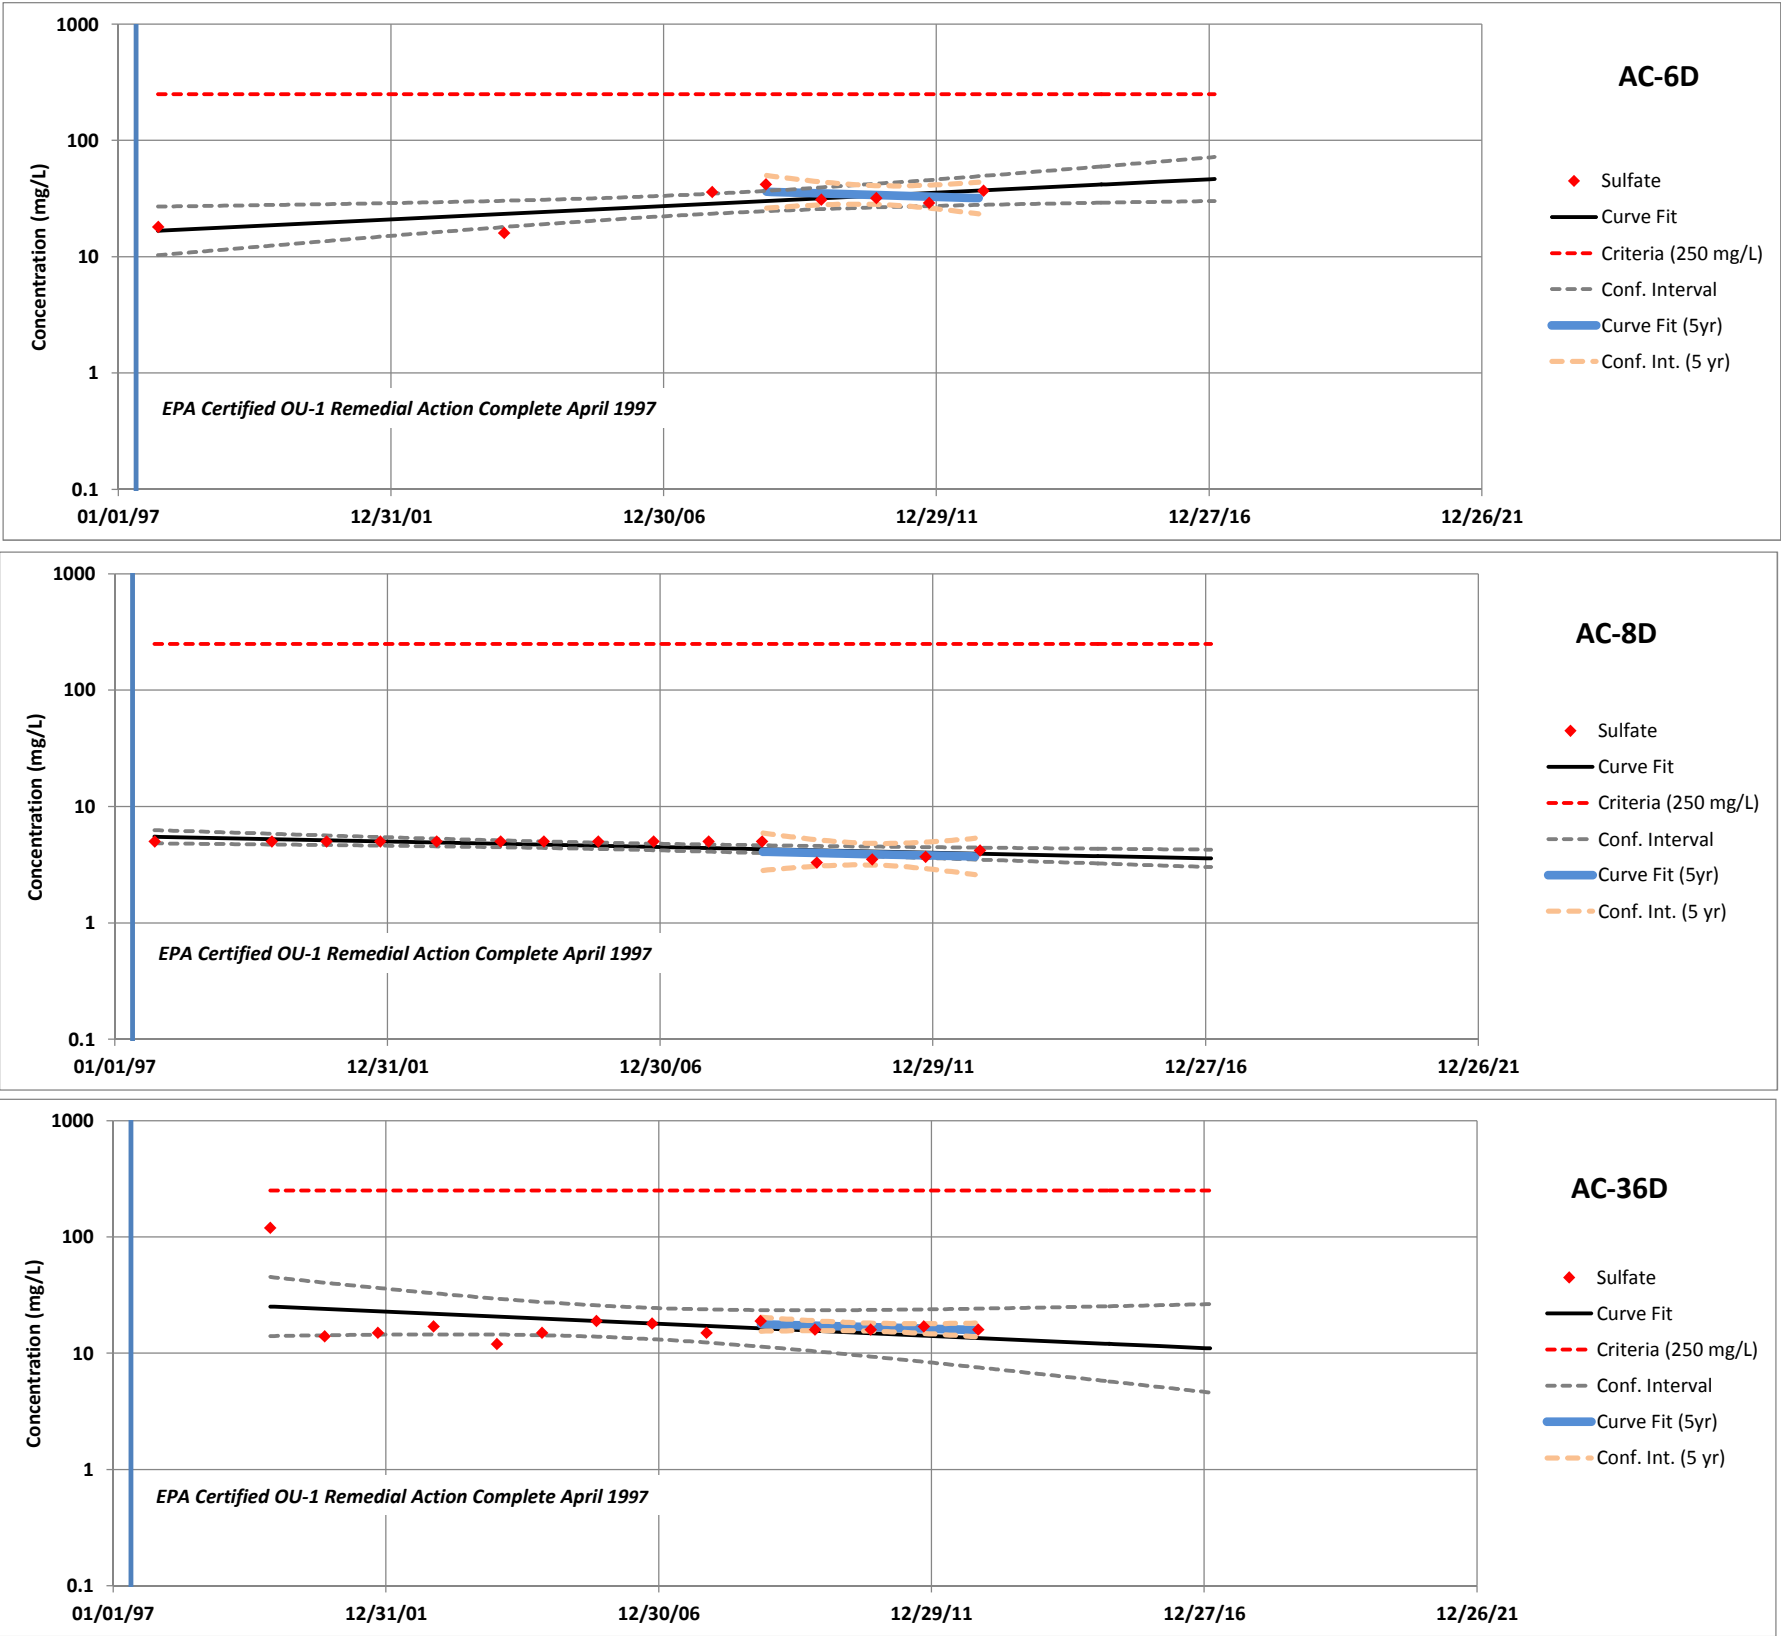 AC-6D
Concentration (mg/L)
1000
100
10
1
0.1
EPA Certified OU-1 Remedial Action Complete April 1997
01/01/97 12/31/01 12/30/06 12/29/11 12/27/16 12/26/21
Sulfate
Curve Fit
Criteria (250 mg/L)
Conf. Interval
Curve Fit (5yr)
Conf. Int. (5 yr)
AC-8D
Concentration (mg/L)
1000
100
10
1
0.1
EPA Certified OU-1 Remedial Action Complete April 1997
01/01/97 12/31/01 12/30/06 12/29/11 12/27/16 12/26/21
Sulfate
Curve Fit
Criteria (250 mg/L)
Conf. Interval
Curve Fit (5yr)
Conf. Int. (5 yr)
AC-36D
Concentration (mg/L)
1000
100
10
1
0.1
EPA Certified OU-1 Remedial Action Complete April 1997
01/01/97 12/31/01 12/30/06 12/29/11 12/27/16 12/26/21
Sulfate
Curve Fit
Criteria (250 mg/L)
Conf. Interval
Curve Fit (5yr)
Conf. Int. (5 yr)